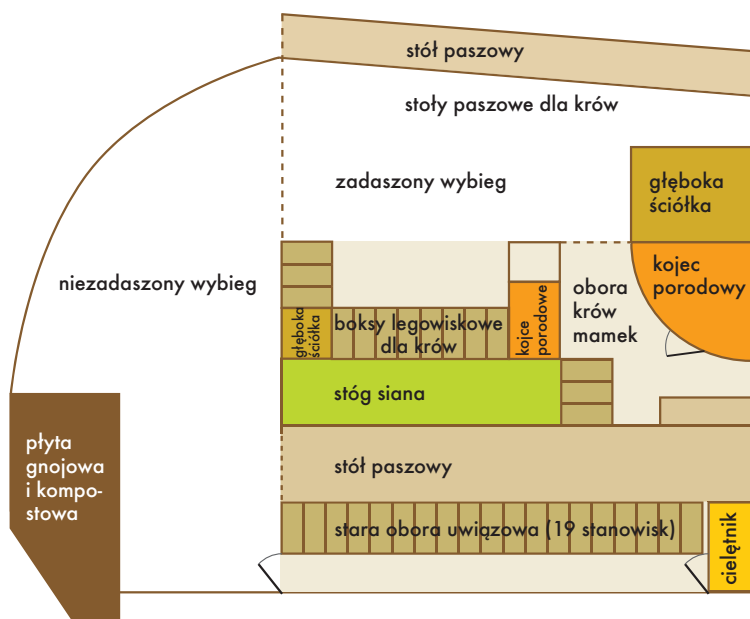 stół paszowy
stoły paszowe dla krów
zadaszony wybieg
głęboka
ściółka
niezadaszony wybieg
kojec
porodowy
obora
krów
mamek
głęboka
ściółka
boksy legowiskowe
dla krów
kojce
porodowe
stóg siana
płyta
gnojowa
i kompo-
stowa
stół paszowy
stara obora uwiązowa (19 stanowisk)
cielętnik